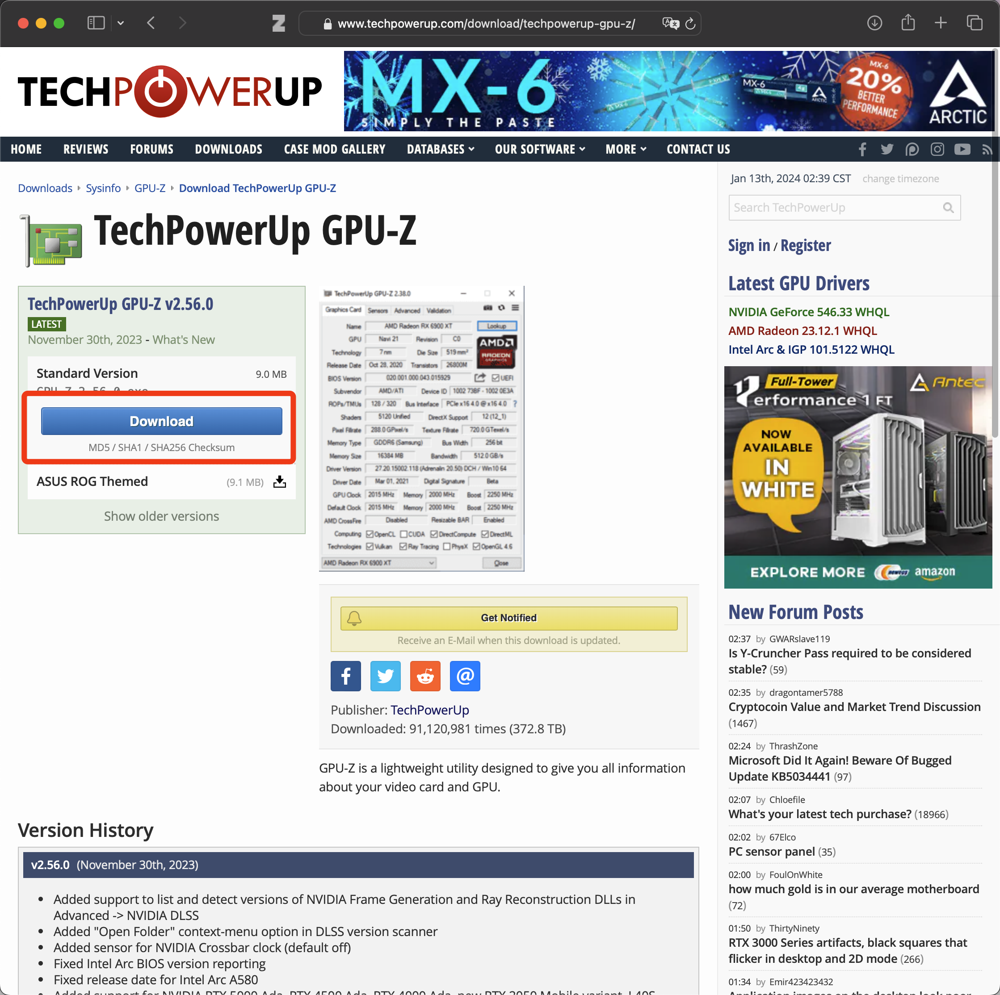 www.techpowerup.com/download/techpowerup-gpu-z/
TECHPOWERUP
MX-6
SIMPLY THE PASTE
MX-6
MX-6
20%
BETTER
PERFORMANCE
ARCTIC
HOME REVIEWS FORUMS DOWNLOADS CASE MOD GALLERY DATABASES OUR SOFTWARE MORE CONTACT US
Downloads Sysinfo GPU-Z Download TechPowerUp GPU-Z
TechPowerUp GPU-Z
TechPowerUp GPU-Z v2.56.0
LATEST
November 30th, 2023 - What's New
Standard Version 9.0 MB
Download
MD5 / SHA1 / SHA256 Checksum
ASUS ROG Themed (9.1 MB)
Show older versions
TechPowerUp GPU-Z 2.38.0
Graphics Card Sensors Advanced Validation
Name AMD Radeon RX 6900 XT Lookup
GPU Navi 21 Revision C0
AMD
RADEON
GRAPHICS
Technology 7 nm Die Size 519 mm²
Release Date Oct 28, 2020 Transistors 26800M
BIOS Version 020.001.000.043.015929 UEFI
Subvendor AMD/ATI Device ID 1002 73BF - 1002 0E3A
ROPs/TMUs 128 / 320 Bus Interface PCIe x16 4.0 @ x16 4.0 ?
Shaders 5120 Unified DirectX Support 12 (12_1)
Pixel Fillrate 288.0 GPixel/s Texture Fillrate 720.0 GTexel/s
Memory Type GDDR6 (Samsung) Bus Width 256 bit
Memory Size 16384 MB Bandwidth 512.0 GB/s
Driver Version 27.20.15002.118 (Adrenalin 20.50) DCH / Win10 64
Driver Date Mar 01, 2021 Digital Signature Beta
GPU Clock 2015 MHz Memory 2000 MHz Boost 2250 MHz
Default Clock 2015 MHz Memory 2000 MHz Boost 2250 MHz
AMD CrossFire Disabled Resizable BAR Enabled
Computing OpenCL CUDA DirectCompute DirectML
Technologies Vulkan Ray Tracing PhysX OpenGL 4.6
AMD Radeon RX 6900 XT Close
Get Notified
Receive an E-Mail when this download is updated.
Publisher: TechPowerUp
Downloaded: 91,120,981 times (372.8 TB)
GPU-Z is a lightweight utility designed to give you all information
about your video card and GPU.
Version History
v2.56.0 (November 30th, 2023)
Added support to list and detect versions of NVIDIA Frame Generation and Ray Reconstruction DLLs in
Advanced -> NVIDIA DLSS
Added "Open Folder" context-menu option in DLSS version scanner
Added sensor for NVIDIA Crossbar clock (default off)
Fixed Intel Arc BIOS version reporting
Fixed release date for Intel Arc A580
Jan 13th, 2024 02:39 CST change timezone
Search TechPowerUp
Sign in / Register
Latest GPU Drivers
NVIDIA GeForce 546.33 WHQL
AMD Radeon 23.12.1 WHQL
Intel Arc & IGP 101.5122 WHQL
Full-Tower
Performance 1 FT
Antec
NOW
AVAILABLE
IN
WHITE
EXPLORE MORE newegg amazon
New Forum Posts
02:37 by GWARslave119
Is Y-Cruncher Pass required to be considered
stable? (59)
02:35 by dragontamer5788
Cryptocoin Value and Market Trend Discussion
(1467)
02:24 by ThrashZone
Microsoft Did It Again! Beware Of Bugged
Update KB5034441 (97)
02:07 by Chloefile
What's your latest tech purchase? (18966)
02:02 by 67Elco
PC sensor panel (35)
02:00 by FoulOnWhite
how much gold is in our average motherboard
(72)
01:50 by ThirtyNinety
RTX 3000 Series artifacts, black squares that
flicker in desktop and 2D mode (266)
01:34 by Emir423423432